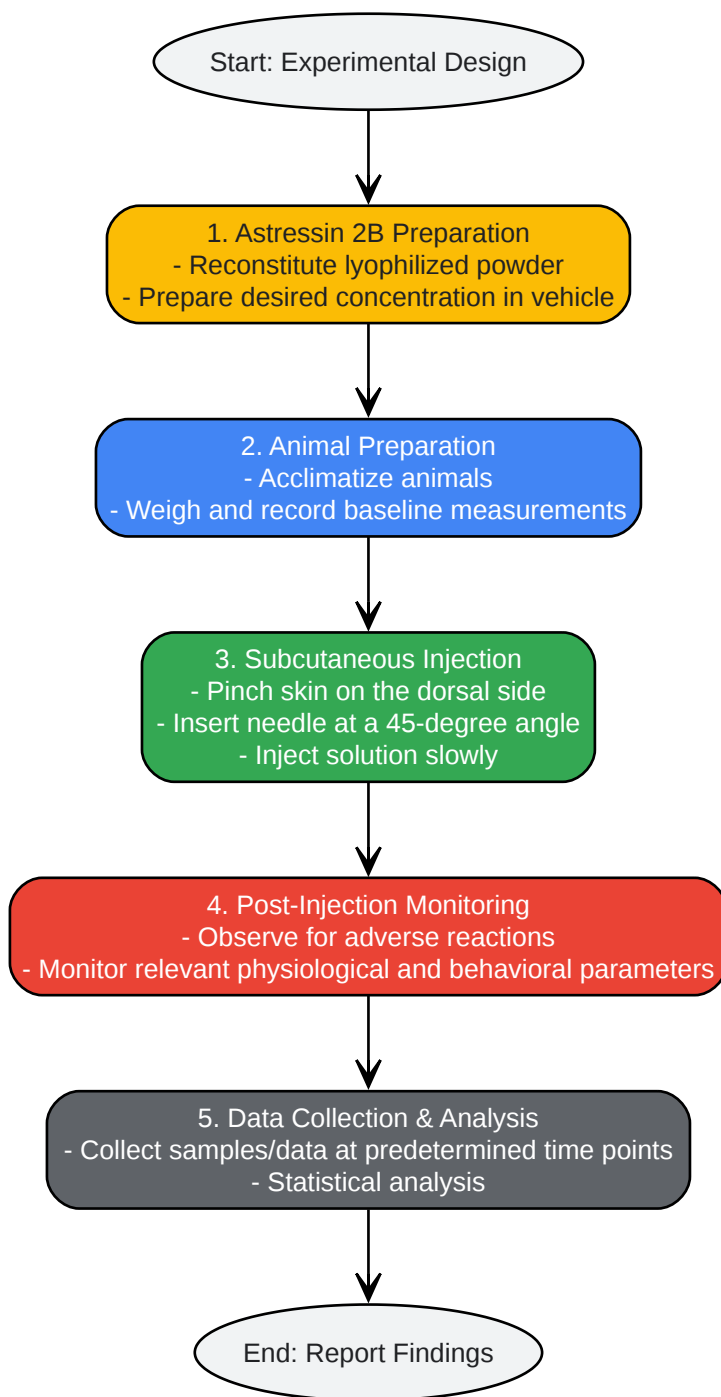 Start: Experimental Design
1. Astressin 2B Preparation
- Reconstitute lyophilized powder
- Prepare desired concentration in vehicle
2. Animal Preparation
- Acclimatize animals
- Weigh and record baseline measurements
3. Subcutaneous Injection
- Pinch skin on the dorsal side
- Insert needle at a 45-degree angle
- Inject solution slowly
4. Post-Injection Monitoring
- Observe for adverse reactions
- Monitor relevant physiological and behavioral parameters
5. Data Collection & Analysis
- Collect samples/data at predetermined time points
- Statistical analysis
End: Report Findings